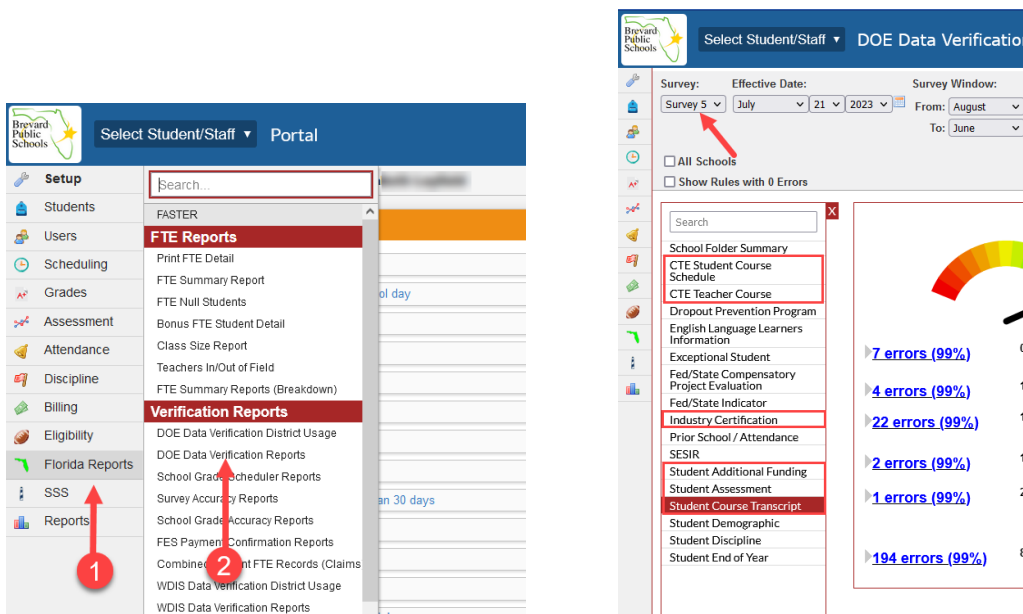 Brevard
Public
Schools
Select Student/Staff ▼
Portal
Setup
Students
Users
Scheduling
A+
Grades
Assessment
Attendance
Discipline
Billing
Eligibility
Florida Reports
SSS
Reports
1
Search...
FASTER
FTE Reports
Print FTE Detail
FTE Summary Report
FTE Null Students
Bonus FTE Student Detail
Class Size Report
Teachers In/Out of Field
FTE Summary Reports (Breakdown)
Verification Reports
DOE Data Verification District Usage
DOE Data Verification Reports
School Grade Scheduler Reports
Survey Accuracy Reports
School Grade Accuracy Reports
FES Payment Confirmation Reports
Combined nt FTE Records (Claims
WDIS Data Verification District Usage
WDIS Data Verification Reports
2
ol day
an 30 days
Brevard
Public
Schools
Select Student/Staff ▼
DOE Data Verification
Survey:
Effective Date:
Survey Window:
Survey 5
July
21
2023
From: August
To: June
All Schools
Show Rules with 0 Errors
A+
Search
X
School Folder Summary
CTE Student Course
Schedule
CTE Teacher Course
Dropout Prevention Program
English Language Learners
Information
Exceptional Student
Fed/State Compensatory
Project Evaluation
Fed/State Indicator
Industry Certification
Prior School / Attendance
SESIR
Student Additional Funding
Student Assessment
Student Course Transcript
Student Demographic
Student Discipline
Student End of Year
7 errors (99%)
4 errors (99%)
22 errors (99%)
2 errors (99%)
1 errors (99%)
194 errors (99%)